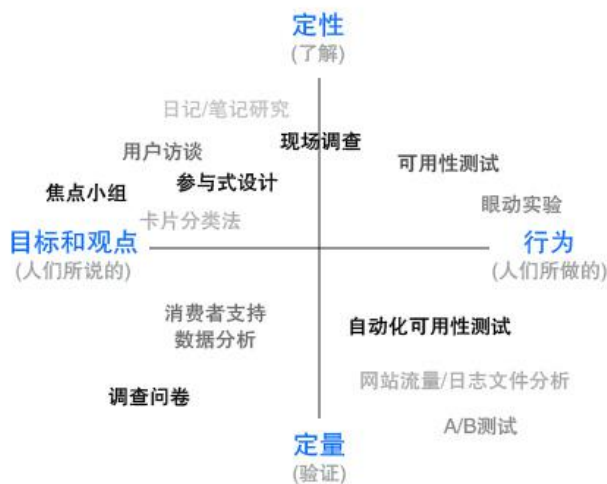 定性
(了解)
日记/笔记研究
现场调查
用户访谈
可用性测试
参与式设计
焦点小组
眼动实验
卡片分类法
目标和观点
行为
(人们所说的)
(人们所做的)
消费者支持
数据分析
自动化可用性测试
网站流量/日志文件分析
调查问卷
A/B测试
定量
(验证)